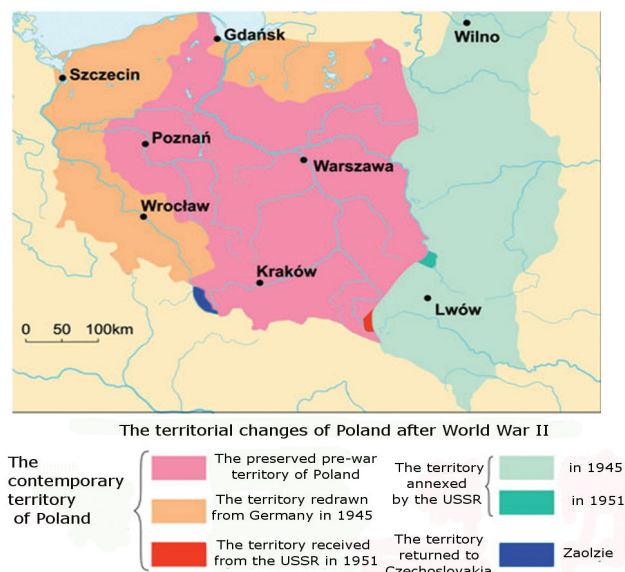 Gdańsk
Wilno
Szczecin
Poznań
Warszawa
Wrocław
Kraków
Lwów
0 50 100km
The territorial changes of Poland after World War II
The
contemporary
territory
of Poland
The preserved pre-war
territory of Poland
The territory redrawn
from Germany in 1945
The territory received
from the USSR in 1951
The territory
annexed
by the USSR
in 1945
in 1951
The territory
returned to
Czechoslovakia
Zaolzie